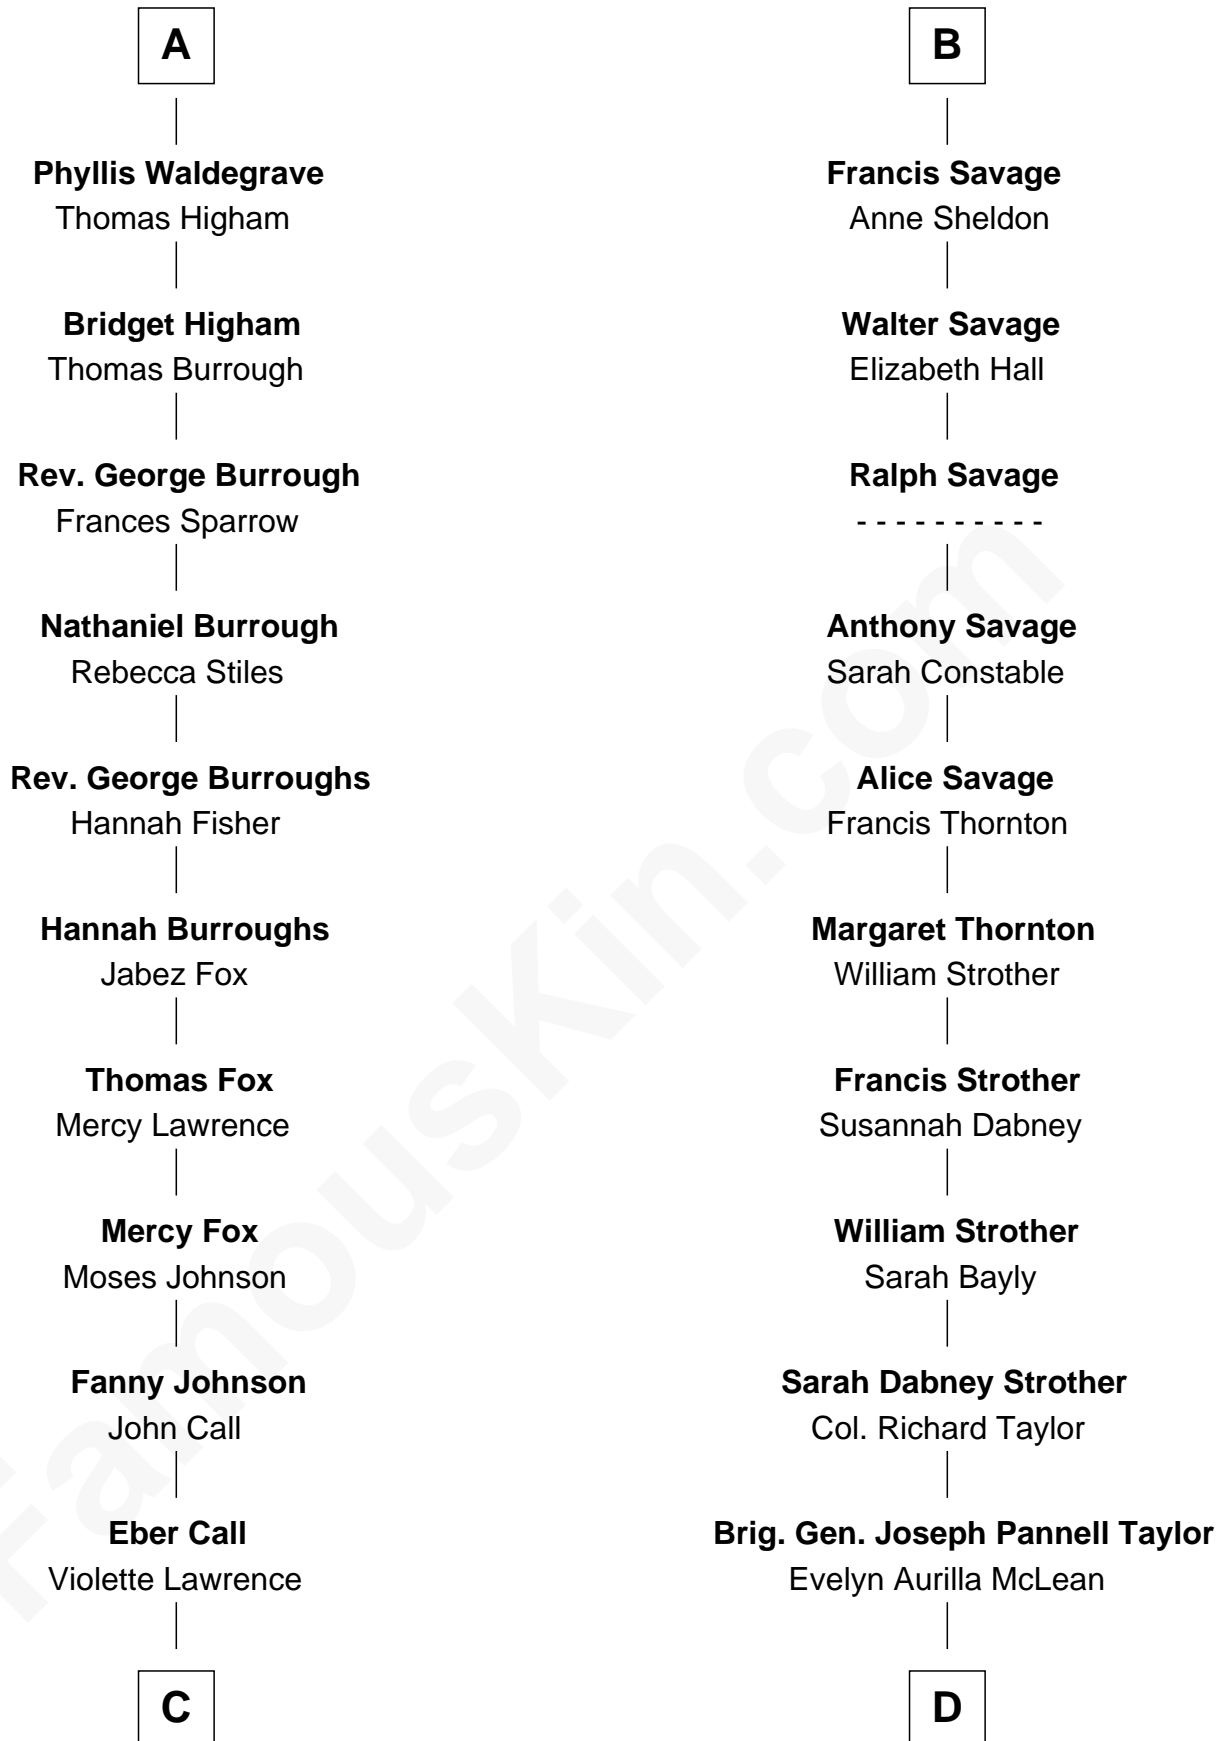 A
Phyllis Waldegrave
Thomas Higham
Bridget Higham
Thomas Burrough
Rev. George Burrough
Frances Sparrow
Nathaniel Burrough
Rebecca Stiles
Rev. George Burroughs
Hannah Fisher
Hannah Burroughs
Jabez Fox
Thomas Fox
Mercy Lawrence
Mercy Fox
Moses Johnson
Fanny Johnson
John Call
Eber Call
Violette Lawrence
C
B
Francis Savage
Anne Sheldon
Walter Savage
Elizabeth Hall
Ralph Savage
- - - - - - - - - -
Anthony Savage
Sarah Constable
Alice Savage
Francis Thornton
Margaret Thornton
William Strother
Francis Strother
Susannah Dabney
William Strother
Sarah Bayly
Sarah Dabney Strother
Col. Richard Taylor
Brig. Gen. Joseph Pannell Taylor
Evelyn Aurilla McLean
D
FamousKin.com